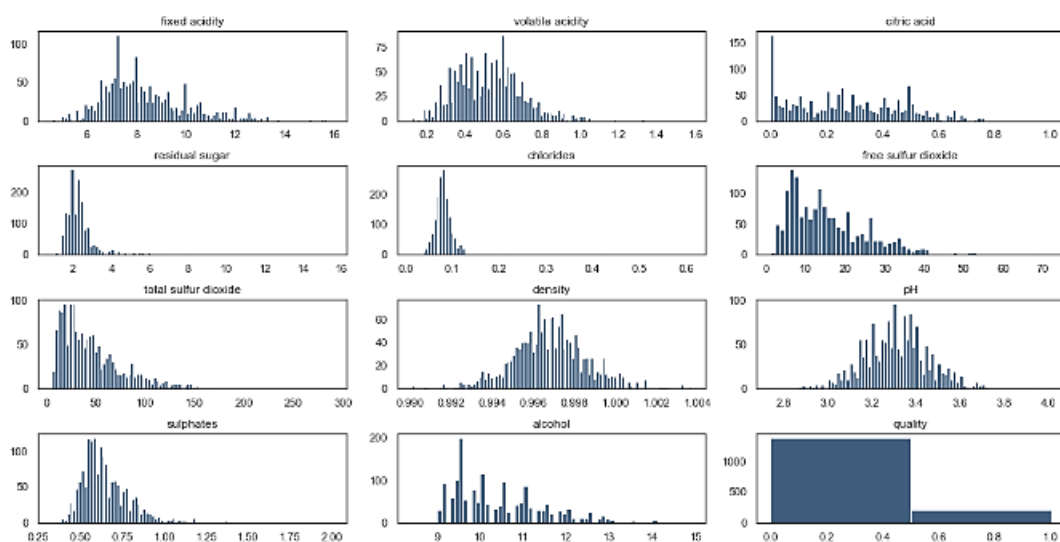 fixed acidity volatile acidity citric acid
100 75 150
50 50 100
25 50
0 0 0
6 8 10 12 14 16 0.2 0.4 0.6 0.8 1.0 1.2 1.4 1.6 0.0 0.2 0.4 0.6 0.8 1.0
residual sugar chlorides free sulfur dioxide
200 200 100
100 100 50
0 0 0
2 4 6 8 10 12 14 16 0.0 0.1 0.2 0.3 0.4 0.5 0.6 0 10 20 30 40 50 60 70
total sulfur dioxide density pH
100 60 100
50 40 50
20
0 0 0
0 50 100 150 200 250 300 0.990 0.992 0.994 0.996 0.998 1.000 1.002 1.004 2.8 3.0 3.2 3.4 3.6 3.8 4.0
sulphates alcohol quality
100 200 1000
50 100 500
0 0 0
0.25 0.50 0.75 1.00 1.25 1.50 1.75 2.00 9 10 11 12 13 14 15 0.0 0.2 0.4 0.6 0.8 1.0